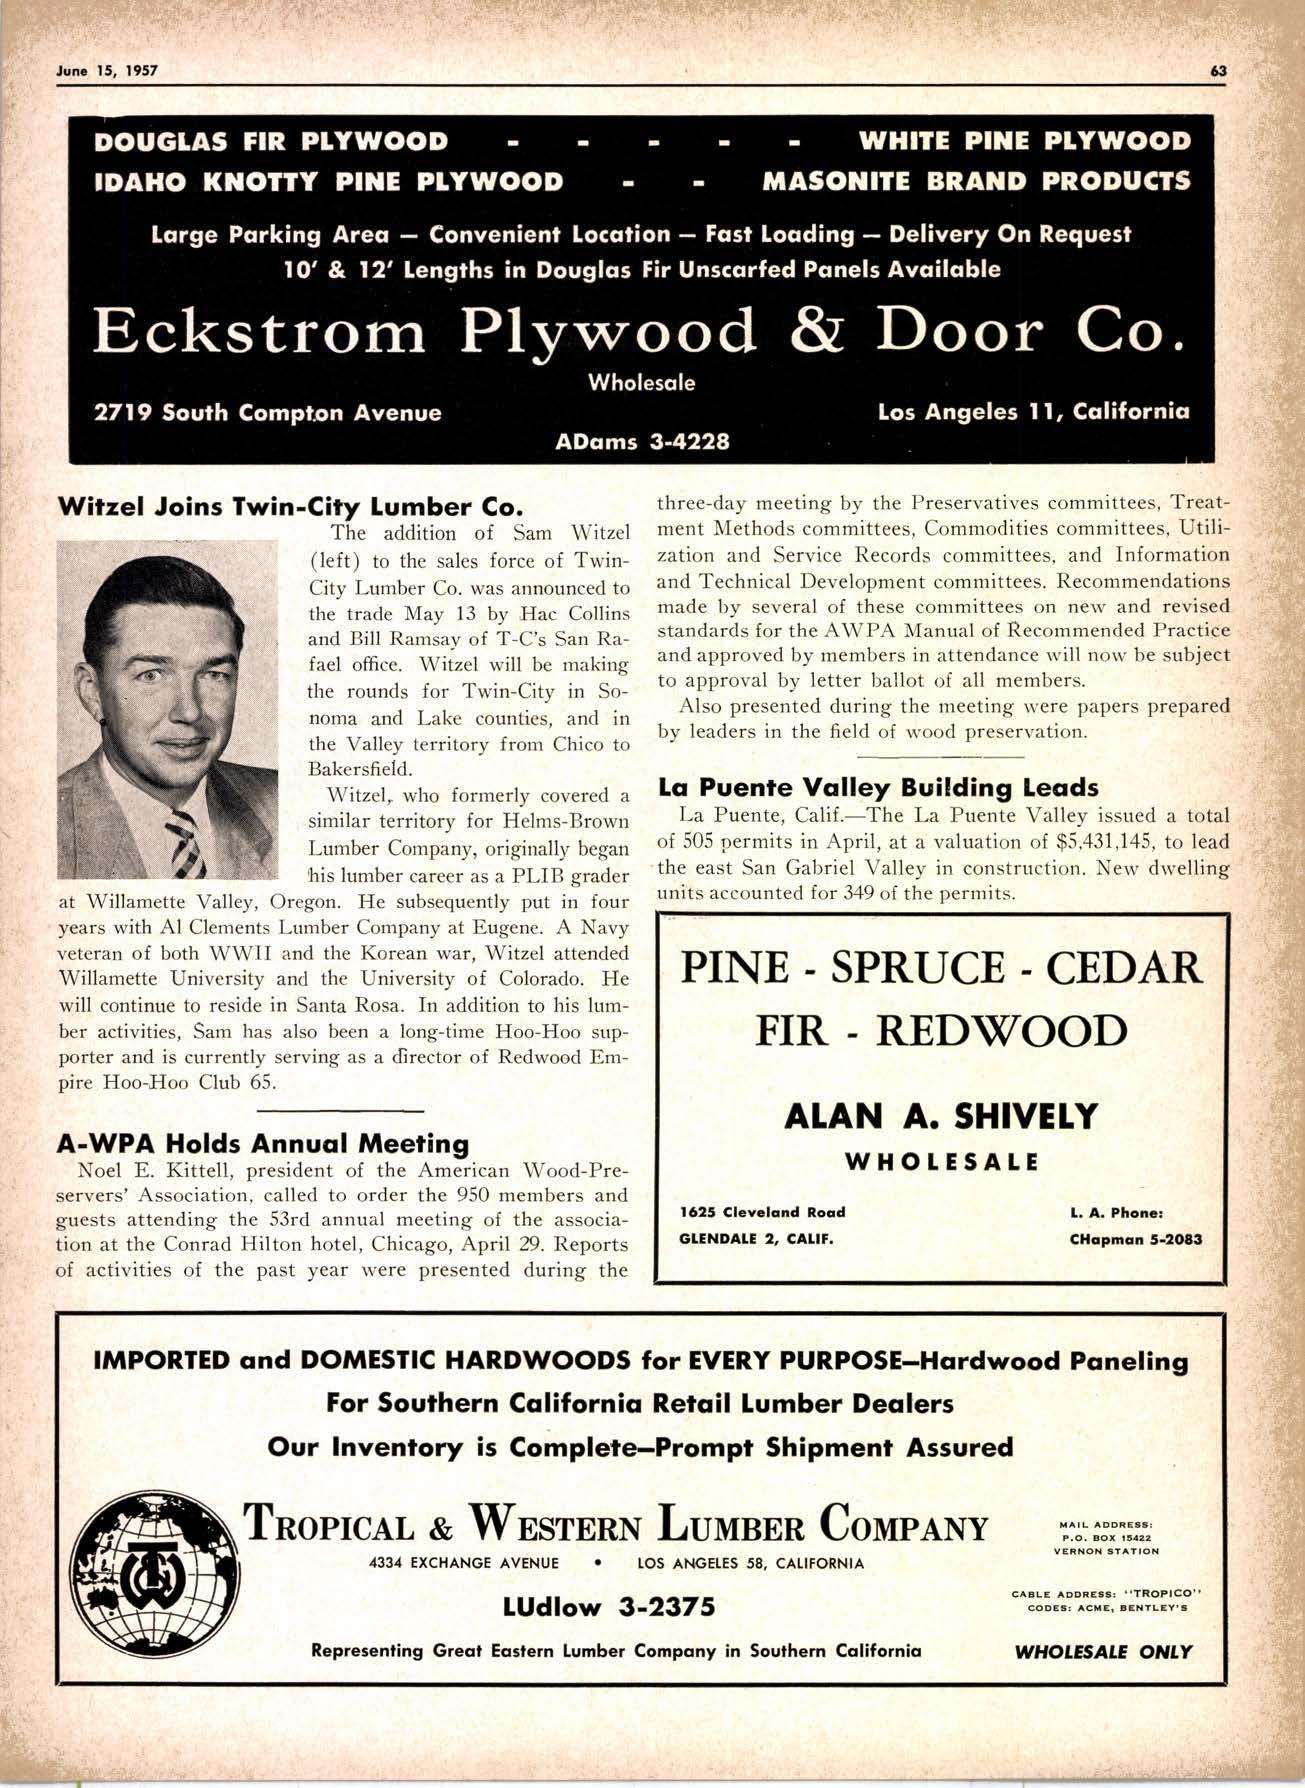 June 15, 1957
63
DOUGLAS FIR PLYWOOD - - - - - WHITE PINE PLYWOOD
IDAHO KNOTTY PINE PLYWOOD - - MASONITE BRAND PRODUCTS
Large Parking Area — Convenient Location — Fast Loading — Delivery On Request
10' & 12' Lengths in Douglas Fir Unscarfed Panels Available
Eckstrom Plywood & Door Co.
Wholesale
2719 South Compton Avenue
Los Angeles 11, California
ADams 3-4228
Witzel Joins Twin-City Lumber Co.
The addition of Sam Witzel
(left) to the sales force of Twin-
City Lumber Co. was announced to
the trade May 13 by Hac Collins
and Bill Ramsay of T-C's San Ra-
fael office. Witzel will be making
the rounds for Twin-City in So-
noma and Lake counties, and in
the Valley territory from Chico to
Bakersfield.
Witzel, who formerly covered a
similar territory for Helms-Brown
Lumber Company, originally began
his lumber career as a PLIB grader
at Willamette Valley, Oregon. He subsequently put in four
years with Al Clements Lumber Company at Eugene. A Navy
veteran of both WWII and the Korean war, Witzel attended
Willamette University and the University of Colorado. He
will continue to reside in Santa Rosa. In addition to his lum-
ber activities, Sam has also been a long-time Hoo-Hoo sup-
porter and is currently serving as a director of Redwood Em-
pire Hoo-Hoo Club 65.
A-WPA Holds Annual Meeting
Noel E. Kittell, president of the American Wood-Pre-
servers' Association, called to order the 950 members and
guests attending the 53rd annual meeting of the associa-
tion at the Conrad Hilton hotel, Chicago, April 29. Reports
of activities of the past year were presented during the
three-day meeting by the Preservatives committees, Treat-
ment Methods committees, Commodities committees, Utili-
zation and Service Records committees, and Information
and Technical Development committees. Recommendations
made by several of these committees on new and revised
standards for the AWPA Manual of Recommended Practice
and approved by members in attendance will now be subject
to approval by letter ballot of all members.
Also presented during the meeting were papers prepared
by leaders in the field of wood preservation.
La Puente Valley Building Leads
La Puente, Calif.—The La Puente Valley issued a total
of 505 permits in April, at a valuation of $5,431,145, to lead
the east San Gabriel Valley in construction. New dwelling
units accounted for 349 of the permits.
PINE - SPRUCE - CEDAR
FIR - REDWOOD
ALAN A. SHIVELY
WHOLESALE
1625 Cleveland Road
GLENDALE 2, CALIF.
L. A. Phone:
CHapman 5-2083
IMPORTED and DOMESTIC HARDWOODS for EVERY PURPOSE—Hardwood Paneling
For Southern California Retail Lumber Dealers
Our Inventory is Complete—Prompt Shipment Assured
TROPICAL & WESTERN LUMBER COMPANY
4334 EXCHANGE AVENUE • LOS ANGELES 58, CALIFORNIA
LUdlow 3-2375
Representing Great Eastern Lumber Company in Southern California
MAIL ADDRESS:
P.O. BOX 15422
VERNON STATION
CABLE ADDRESS: "TROPICO"
CODES: ACME, BENTLEY'S
WHOLESALE ONLY